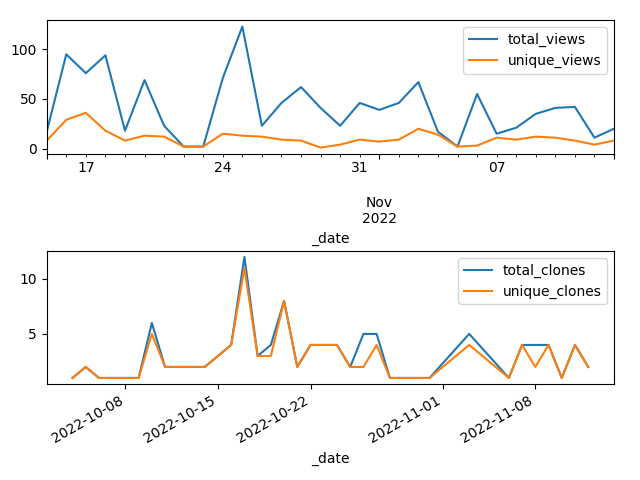 total_views
unique_views
100
50
0
17 24 31 07
Nov
2022
_date
total_clones
unique_clones
10
5
2022-10-08 2022-10-15 2022-10-22 2022-11-01 2022-11-08
_date